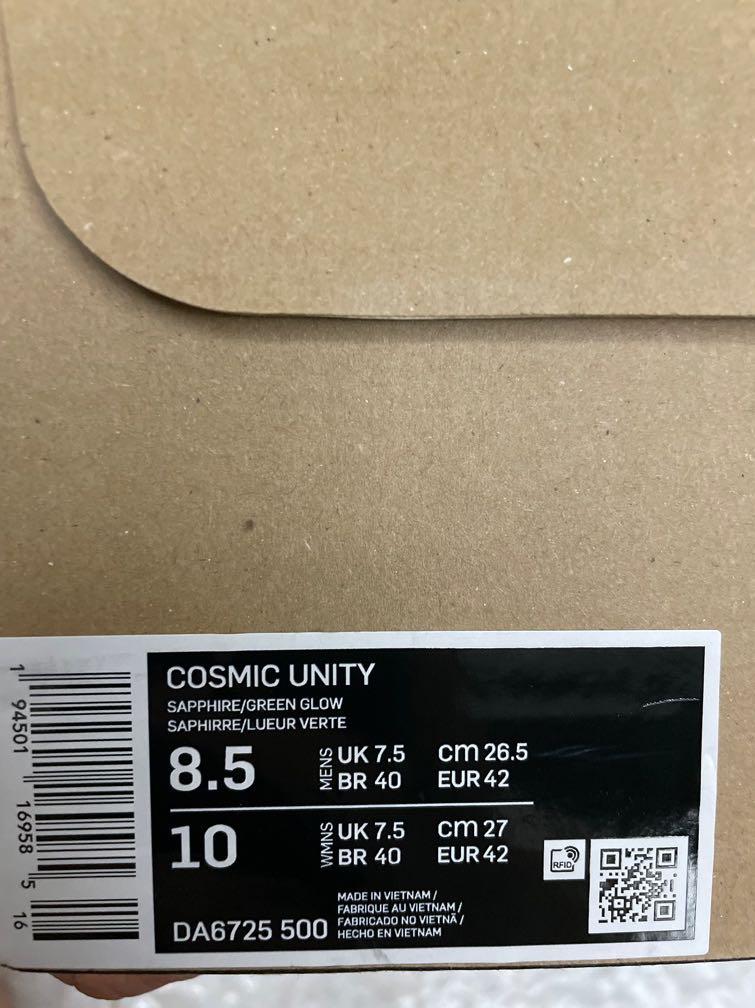 COSMIC UNITY
SAPPHIRE/GREEN GLOW
SAPHIRRE/LUEUR VERTE
8.5 MENS UK 7.5 cm 26.5
BR 40 EUR 42
10 WMNS UK 7.5 cm 27
BR 40 EUR 42
RFID
DA6725 500
MADE IN VIETNAM /
FABRIQUE AU VIETNAM /
FABRICADO NO VIETNÃ /
HECHO EN VIETNAM
1 94501 16958 5 16